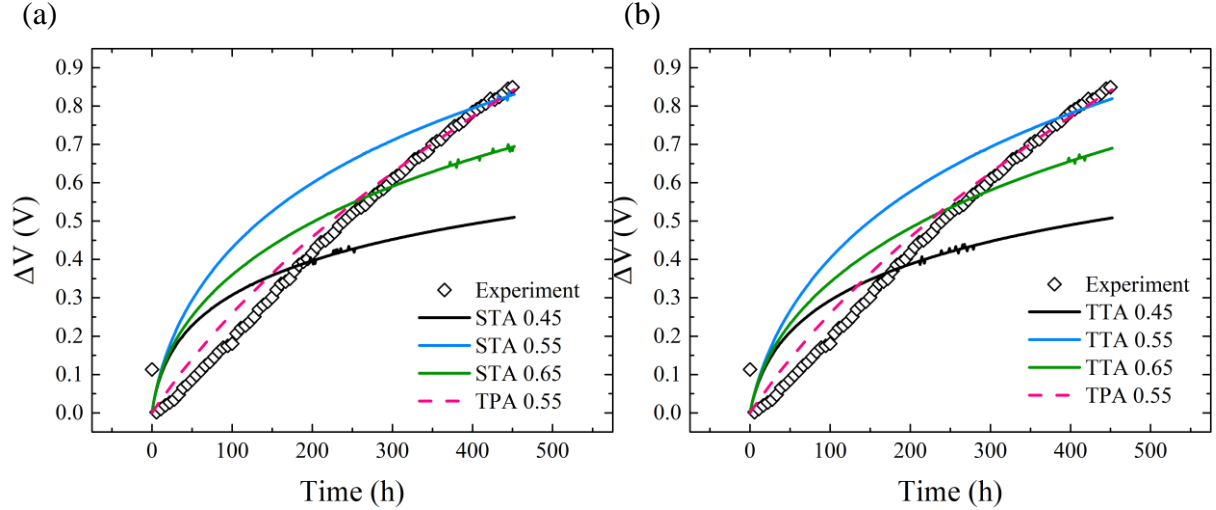 (a)
0.9
0.8
0.7
0.6
0.5
0.4
0.3
0.2
0.1
0.0
ΔV (V)
Experiment
STA 0.45
STA 0.55
STA 0.65
TPA 0.55
0 100 200 300 400 500
Time (h)
(b)
0.9
0.8
0.7
0.6
0.5
0.4
0.3
0.2
0.1
0.0
ΔV (V)
Experiment
TTA 0.45
TTA 0.55
TTA 0.65
TPA 0.55
0 100 200 300 400 500
Time (h)